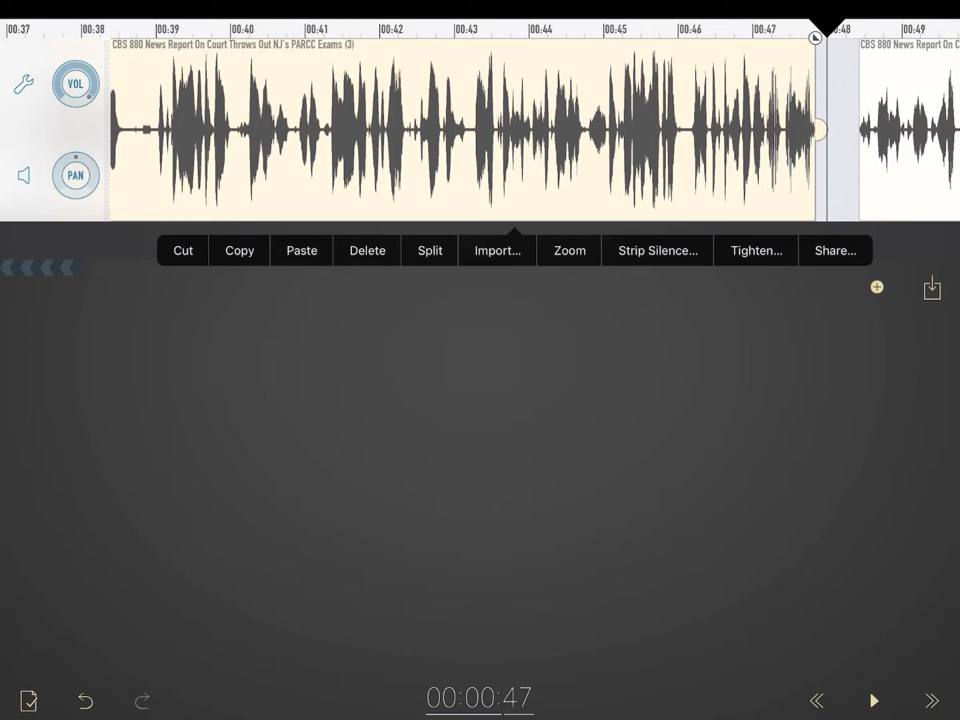 00:37 00:38 00:39 00:40 00:41 00:42 00:43 00:44 00:45 00:46 00:47 :48 00:49
CBS 880 News Report On Court Throws Out NJ's PARCC Exams (3)
CBS 880 News Report On C
VOL
PAN
Cut Copy Paste Delete Split Import... Zoom Strip Silence... Tighten... Share...
00:00:47